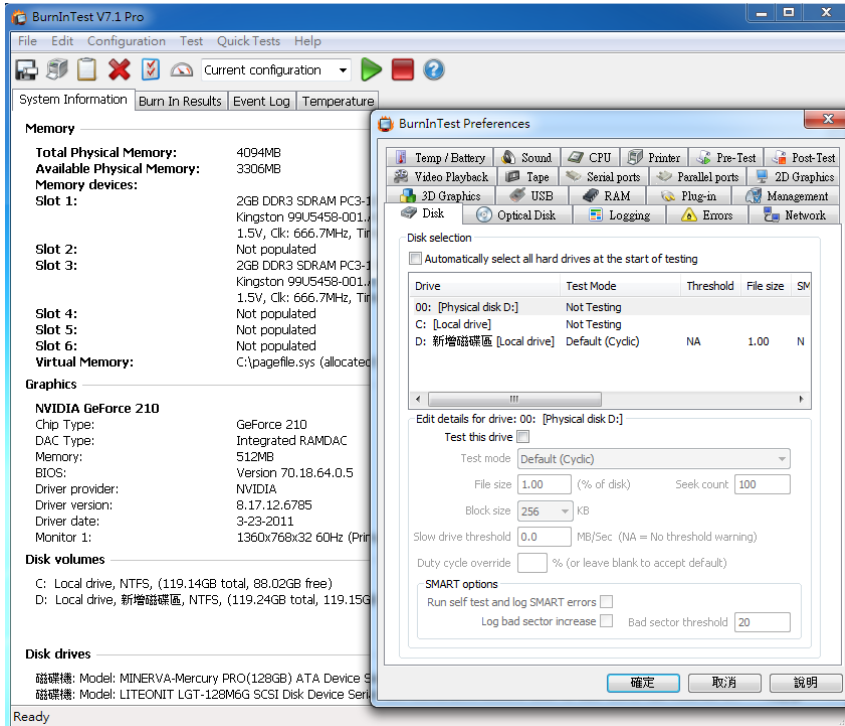 BurnInTest V7.1 Pro
File Edit Configuration Test Quick Tests Help
Current configuration
System Information Burn In Results Event Log Temperature
Memory
Total Physical Memory: 4094MB
Available Physical Memory: 3306MB
Memory devices:
Slot 1: 2GB DDR3 SDRAM PC3-1
Kingston 99U5458-001.
1.5V, Clk: 666.7MHz, Tim
Slot 2: Not populated
Slot 3: 2GB DDR3 SDRAM PC3-1
Kingston 99U5458-001.
1.5V, Clk: 666.7MHz, Tim
Slot 4: Not populated
Slot 5: Not populated
Slot 6: Not populated
Virtual Memory: C:\pagefile.sys (allocated
Graphics
NVIDIA GeForce 210
Chip Type: GeForce 210
DAC Type: Integrated RAMDAC
Memory: 512MB
BIOS: Version 70.18.64.0.5
Driver provider: NVIDIA
Driver version: 8.17.12.6785
Driver date: 3-23-2011
Monitor 1: 1360x768x32 60Hz (Prin
Disk volumes
C: Local drive, NTFS, (119.14GB total, 88.02GB free)
D: Local drive, 新增磁碟區, NTFS, (119.24GB total, 119.15G
Disk drives
磁碟機: Model: MINERVA-Mercury PRO(128GB) ATA Device S
磁碟機: Model: LITEONIT LGT-128M6G SCSI Disk Device Seri
Ready
BurnInTest Preferences
Temp / Battery Sound CPU Printer Pre-Test Post-Test
Video Playback Tape Serial ports Parallel ports 2D Graphics
3D Graphics USB RAM Plug-in Management
Disk Optical Disk Logging Errors Network
Disk selection
Automatically select all hard drives at the start of testing
Drive Test Mode Threshold File size SM
00: [Physical disk D:] Not Testing
C: [Local drive] Not Testing
D: 新增磁碟區 [Local drive] Default (Cyclic) NA 1.00 N
Edit details for drive: 00: [Physical disk D:]
Test this drive
Test mode Default (Cyclic)
File size 1.00 (% of disk) Seek count 100
Block size 256 KB
Slow drive threshold 0.0 MB/Sec (NA = No threshold warning)
Duty cycle override % (or leave blank to accept default)
SMART options
Run self test and log SMART errors
Log bad sector increase Bad sector threshold 20
確定 取消 說明